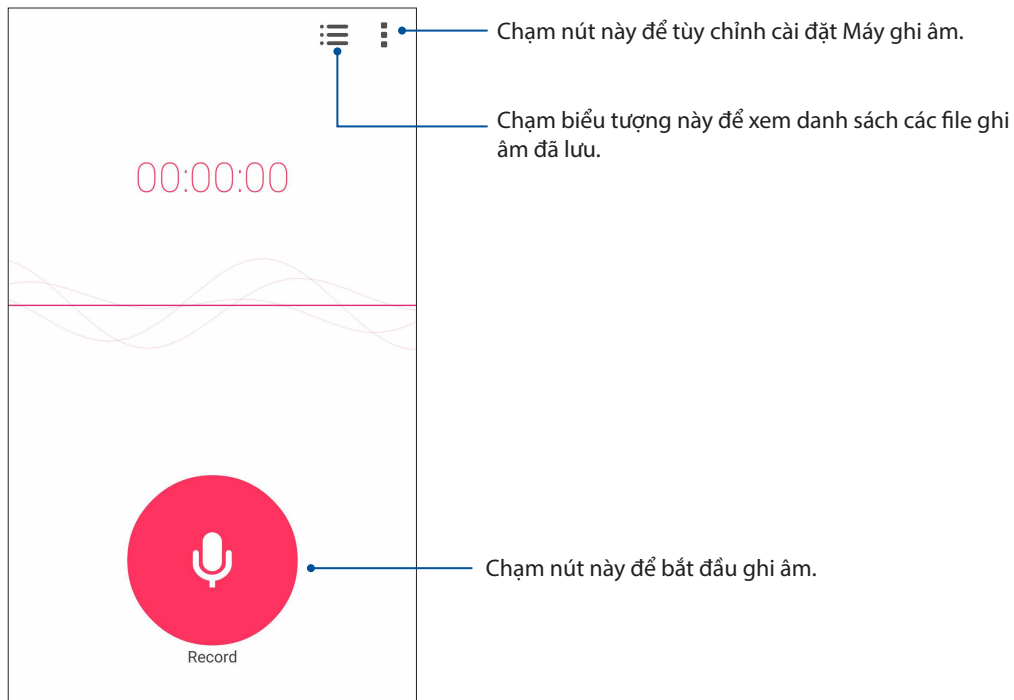 Chạm nút này để tùy chỉnh cài đặt Máy ghi âm.
Chạm biểu tượng này để xem danh sách các file ghi
âm đã lưu.
00:00:00
Chạm nút này để bắt đầu ghi âm.
Record